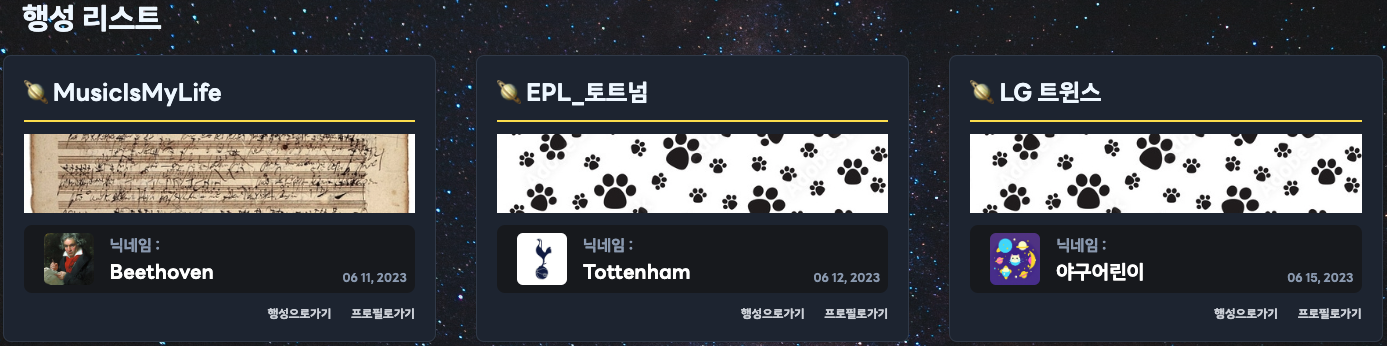 행성 리스트
MusicIsMyLife
닉네임 :
Beethoven
06 11, 2023
행성으로가기 프로필로가기
EPL_토트넘
닉네임 :
Tottenham
06 12, 2023
행성으로가기 프로필로가기
LG 트윈스
닉네임 :
야구어린이
06 15, 2023
행성으로가기 프로필로가기